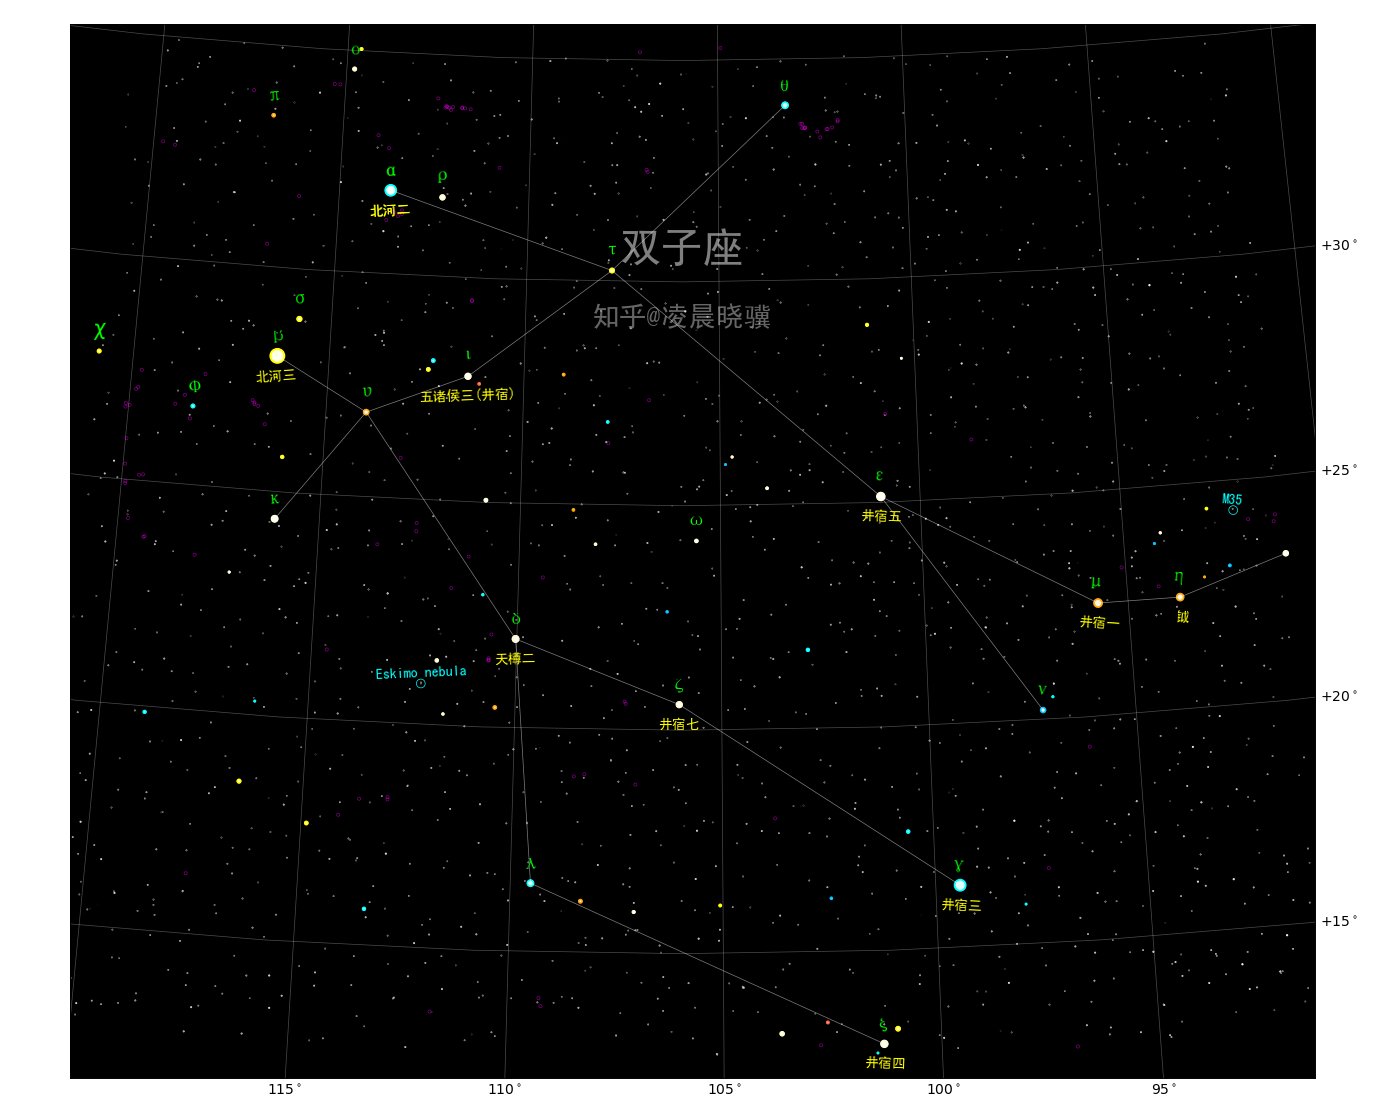 ο
π
θ
α
ρ
北河二
τ
双子座
+30°
σ
知乎@凌晨晓骥
χ
β
ι
北河三
φ
υ
五诸侯三(井宿)
κ
ε
+25°
M35
井宿五
ω
μ
η
井宿一
钺
δ
天樽二
Eskimo nebula
ζ
ν
+20°
井宿七
λ
γ
井宿三
+15°
ξ
井宿四
115°
110°
105°
100°
95°